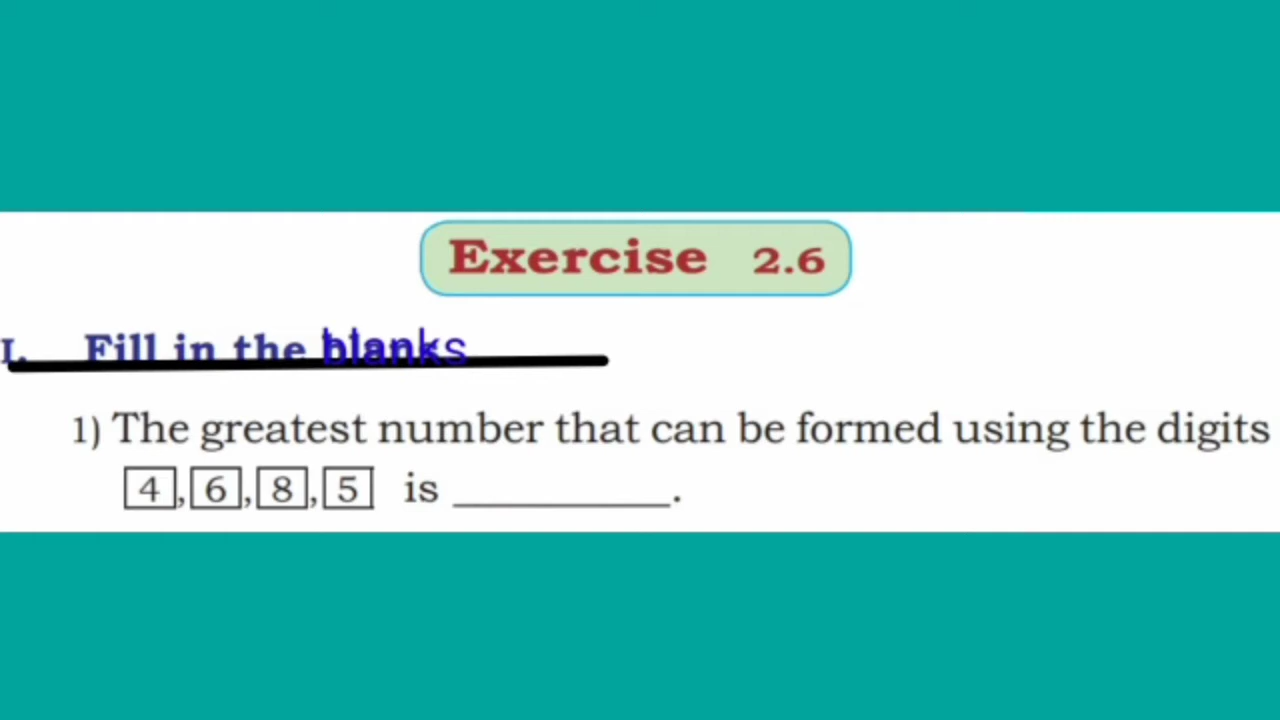 Exercise 2.6
I. Fill in the blanks
1) The greatest number that can be formed using the digits
4, 6, 8, 5 is __________.